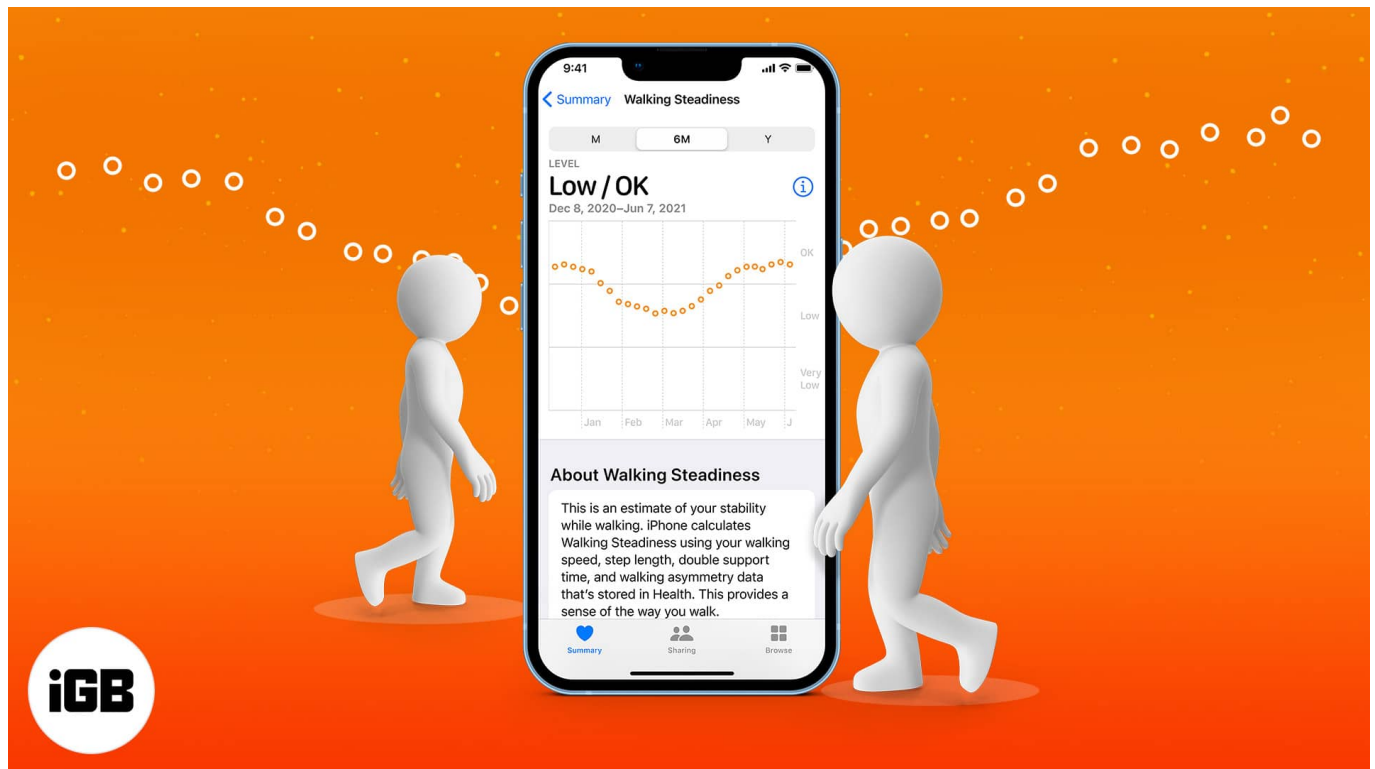 9:41
Summary Walking Steadiness
M 6M Y
LEVEL
Low / OK
Dec 8, 2020–Jun 7, 2021
OK
Low
Very
Low
Jan Feb Mar Apr May J
About Walking Steadiness
This is an estimate of your stability
while walking. iPhone calculates
Walking Steadiness using your walking
speed, step length, double support
time, and walking asymmetry data
that's stored in Health. This provides a
sense of the way you walk.
Summary Sharing Browse
iGB